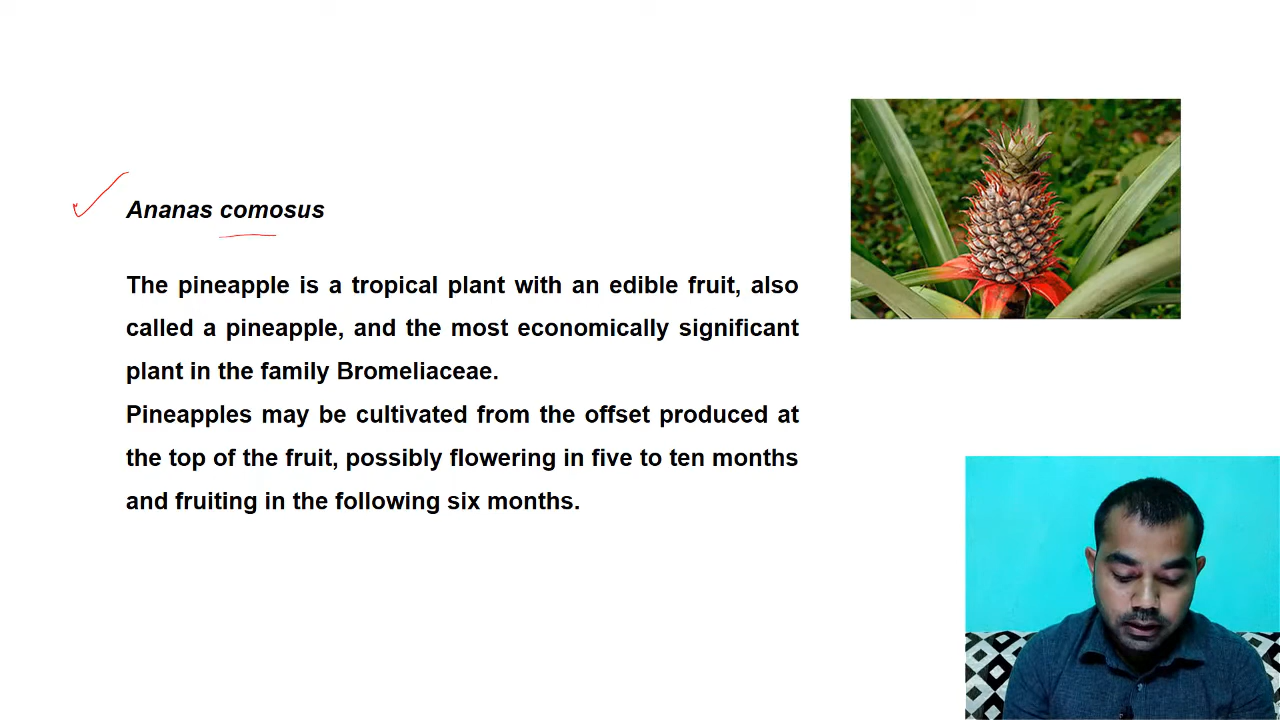 Ananas comosus
The pineapple is a tropical plant with an edible fruit, also
called a pineapple, and the most economically significant
plant in the family Bromeliaceae.
Pineapples may be cultivated from the offset produced at
the top of the fruit, possibly flowering in five to ten months
and fruiting in the following six months.